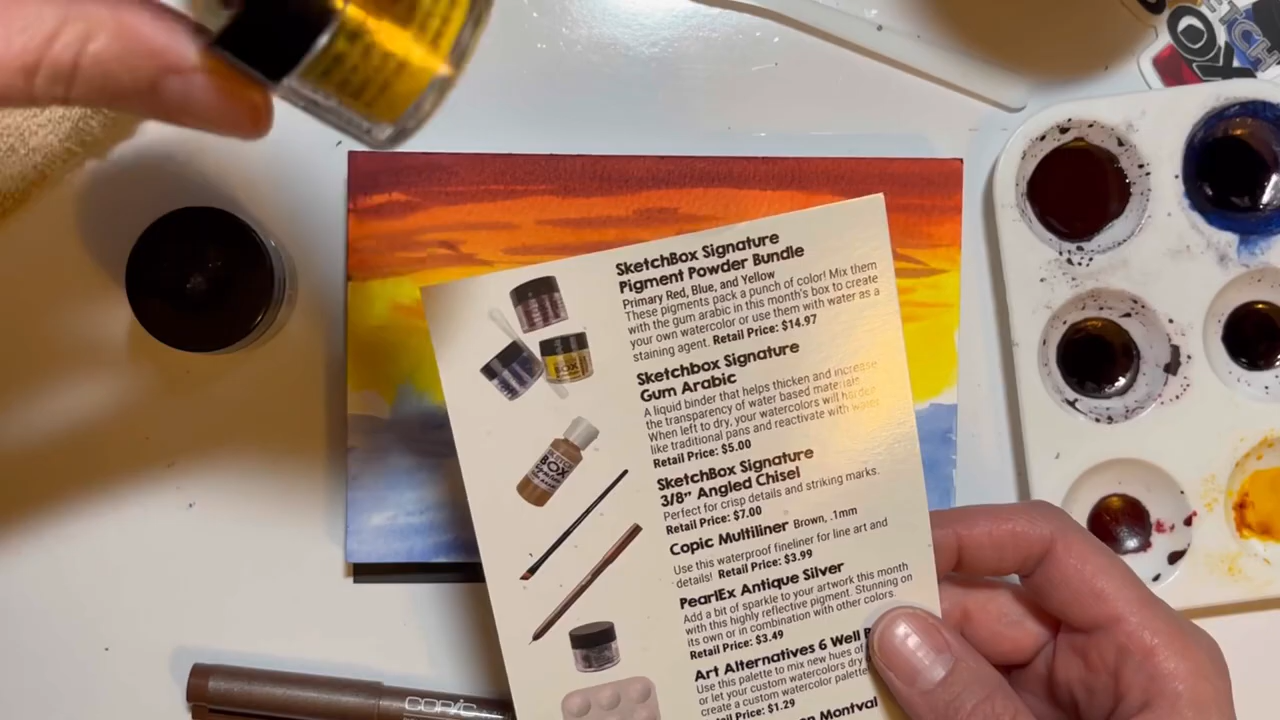 SketchBox Signature
Pigment Powder Bundle
Primary Red, Blue, and Yellow
These pigments pack a punch of color! Mix them
with the gum arabic in this month's box to create
your own watercolor or use them with water as a
staining agent. Retail Price: $14.97
Sketchbox Signature
Gum Arabic
A liquid binder that helps thicken and increase
the transparency of water based materials.
When left to dry, your watercolors will harden
like traditional pans and reactivate with water.
Retail Price: $5.00
SketchBox Signature
3/8" Angled Chisel
Perfect for crisp details and striking marks.
Retail Price: $7.00
Copic Multiliner Brown, .1mm
Use this waterproof fineliner for line art and
details! Retail Price: $3.99
PearlEx Antique Silver
Add a bit of sparkle to your artwork this month
with this highly reflective pigment. Stunning on
its own or in combination with other colors.
Retail Price: $3.49
Art Alternatives 6 Well
Use this palette to mix new hues of
or let your custom watercolors dry
create a custom watercolor palette
Price: $1.29
Montval
BOX
BOX
COPIC
OX